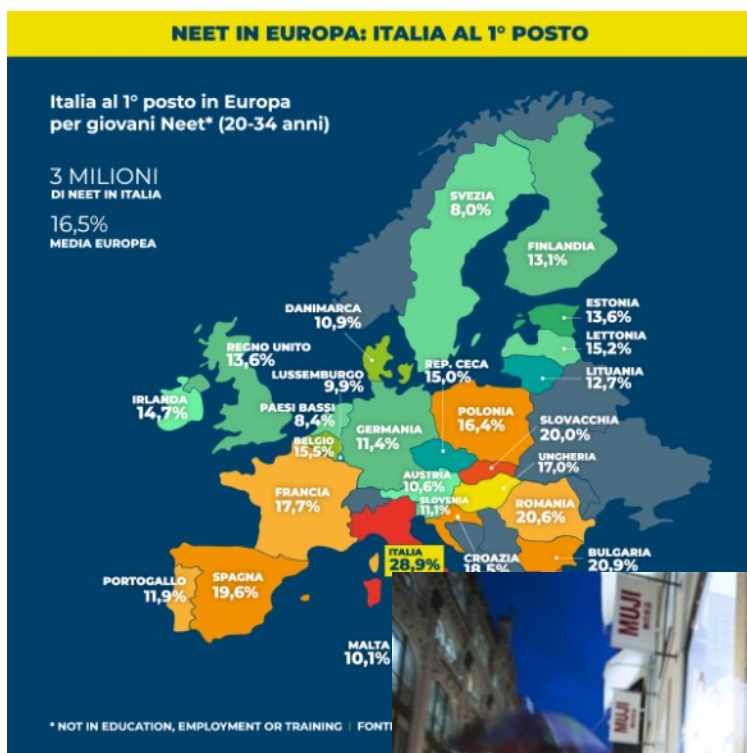 NEET IN EUROPA: ITALIA AL 1° POSTO
Italia al 1° posto in Europa
per giovani Neet* (20-34 anni)
3 MILIONI
DI NEET IN ITALIA
16,5%
MEDIA EUROPEA
SVEZIA
8,0%
FINLANDIA
13,1%
DANIMARCA
10,9%
ESTONIA
13,6%
LETTONIA
15,2%
LITUANIA
12,7%
REGNO UNITO
13,6%
LUSSEMBURGO
9,9%
REP. CECA
15,0%
IRLANDA
14,7%
PAESI BASSI
8,4%
BELGIO
15,5%
GERMANIA
11,4%
POLONIA
16,4%
SLOVACCHIA
20,0%
UNGHERIA
17,0%
AUSTRIA
10,6%
SLOVENIA
11,1%
FRANCIA
17,7%
ROMANIA
20,6%
ITALIA
28,9%
CROAZIA
18,5%
BULGARIA
20,9%
PORTOGALLO
11,9%
SPAGNA
19,6%
MALTA
10,1%
* NOT IN EDUCATION, EMPLOYMENT OR TRAINING |
MUJI
MUJI